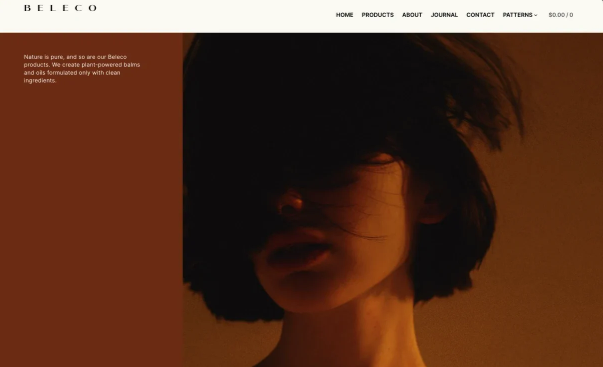 BELECO
HOME PRODUCTS ABOUT JOURNAL CONTACT PATTERNS $0.00 / 0
Nature is pure, and so are our Beleco
products. We create plant-powered balms
and oils formulated only with clean
ingredients.